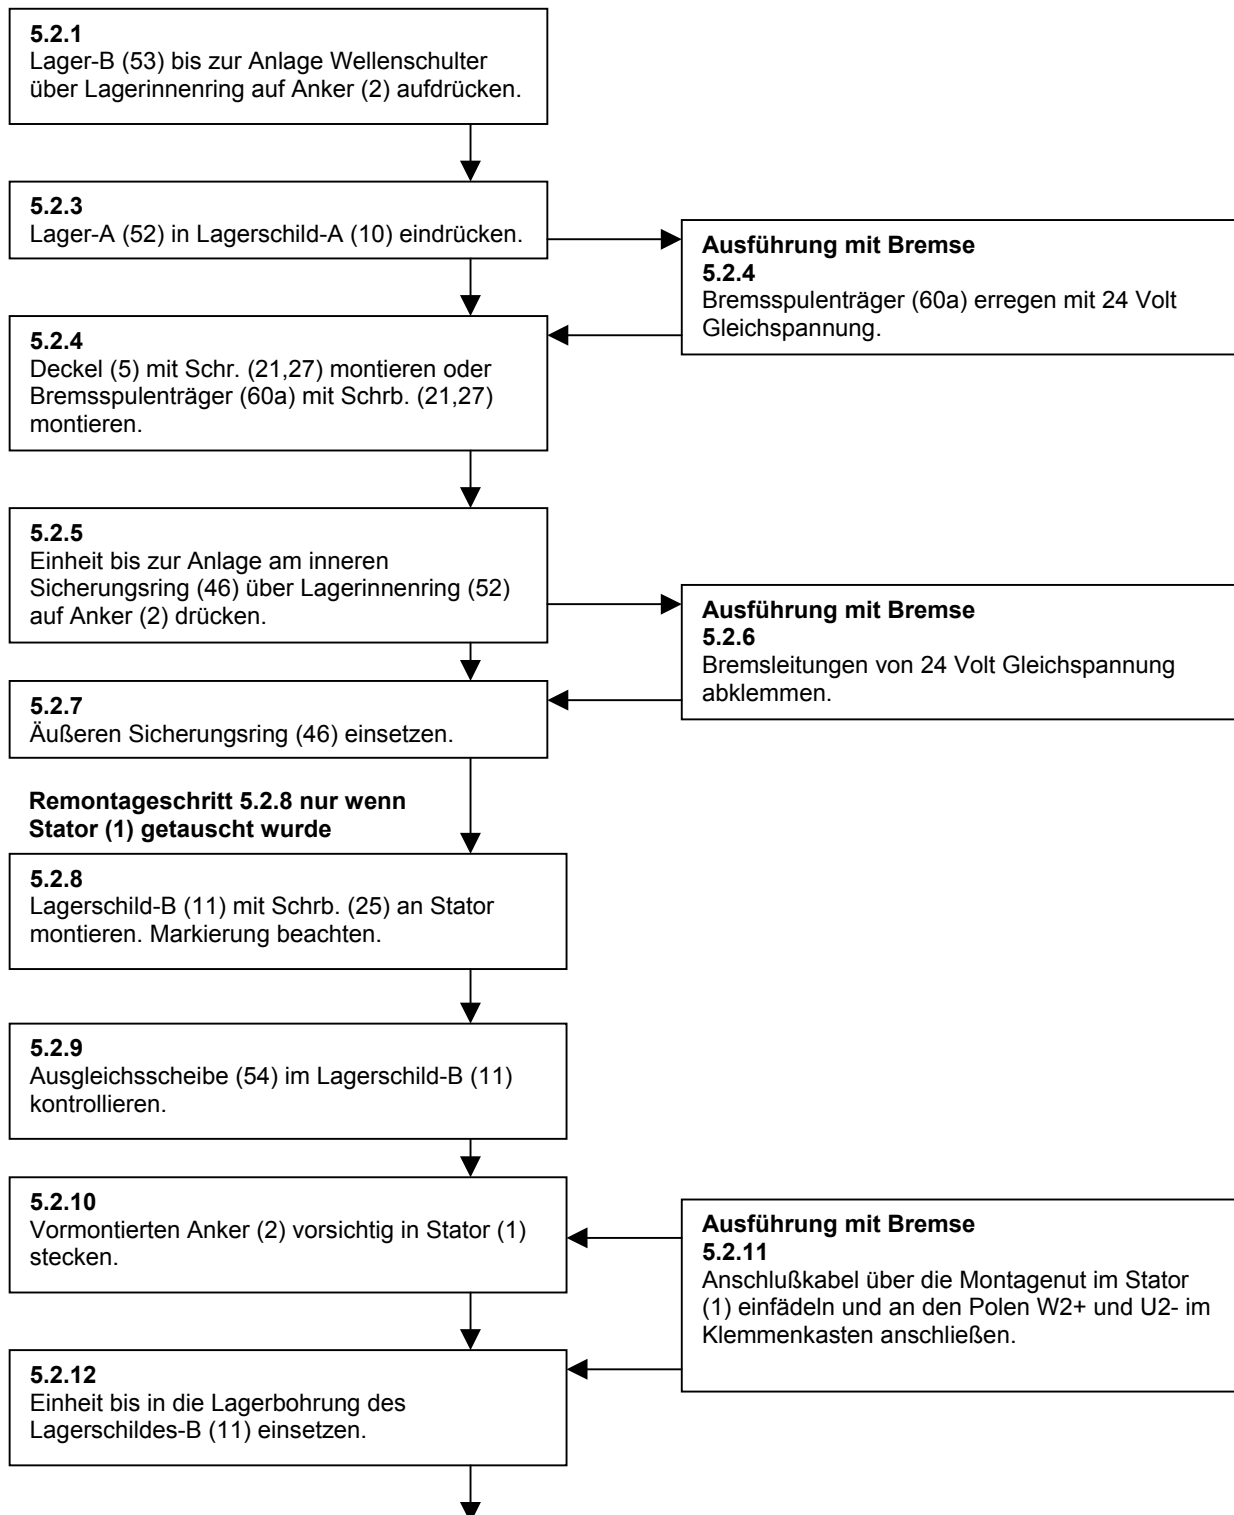 5.2.1
Lager-B (53) bis zur Anlage Wellenschulter
über Lagerinnenring auf Anker (2) aufdrücken.
5.2.3
Lager-A (52) in Lagerschild-A (10) eindrücken.
Ausführung mit Bremse
5.2.4
Bremsspulenträger (60a) erregen mit 24 Volt
Gleichspannung.
5.2.4
Deckel (5) mit Schr. (21,27) montieren oder
Bremsspulenträger (60a) mit Schrb. (21,27)
montieren.
5.2.5
Einheit bis zur Anlage am inneren
Sicherungsring (46) über Lagerinnenring (52)
auf Anker (2) drücken.
Ausführung mit Bremse
5.2.6
Bremsleitungen von 24 Volt Gleichspannung
abklemmen.
5.2.7
Äußeren Sicherungsring (46) einsetzen.
Remontageschritt 5.2.8 nur wenn
Stator (1) getauscht wurde
5.2.8
Lagerschild-B (11) mit Schrb. (25) an Stator
montieren. Markierung beachten.
5.2.9
Ausgleichsscheibe (54) im Lagerschild-B (11)
kontrollieren.
5.2.10
Vormontierten Anker (2) vorsichtig in Stator (1)
stecken.
Ausführung mit Bremse
5.2.11
Anschlußkabel über die Montagenut im Stator
(1) einfädeln und an den Polen W2+ und U2- im
Klemmenkasten anschließen.
5.2.12
Einheit bis in die Lagerbohrung des
Lagerschildes-B (11) einsetzen.